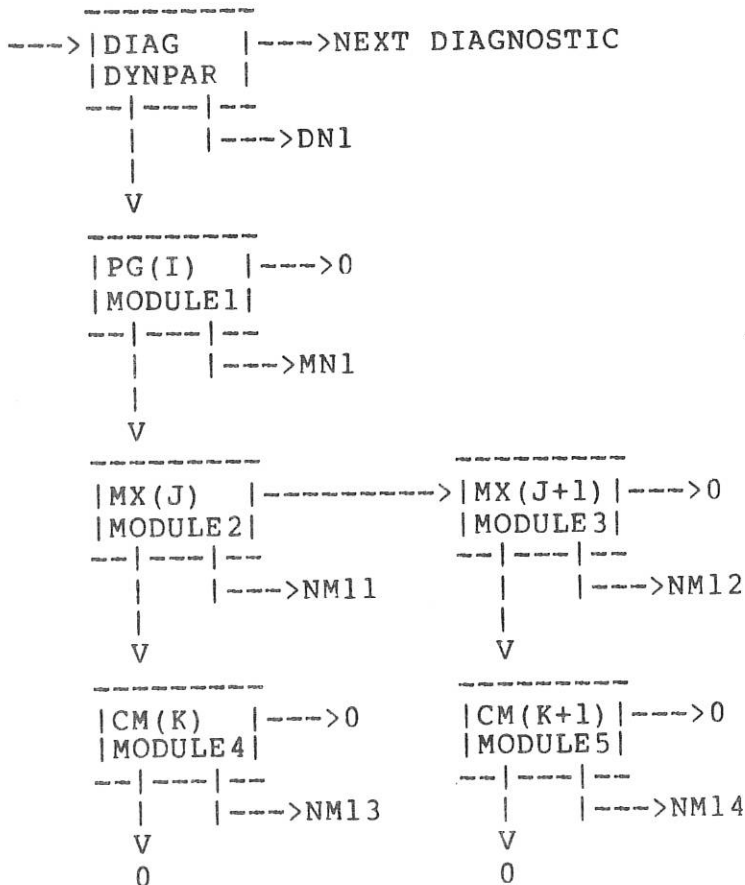 --->|DIAG |--->NEXT DIAGNOSTIC
|DYNPAR |
|--->DN1
V
|PG(I) |--->0
|MODULE1|
|--->MN1
V
|MX(J) |--------->|MX(J+1)|--->0
|MODULE2| |MODULE3|
|--->NM11 |--->NM12
V V
|CM(K) |--->0 |CM(K+1)|--->0
|MODULE4| |MODULE5|
|--->NM13 |--->NM14
V V
0 0